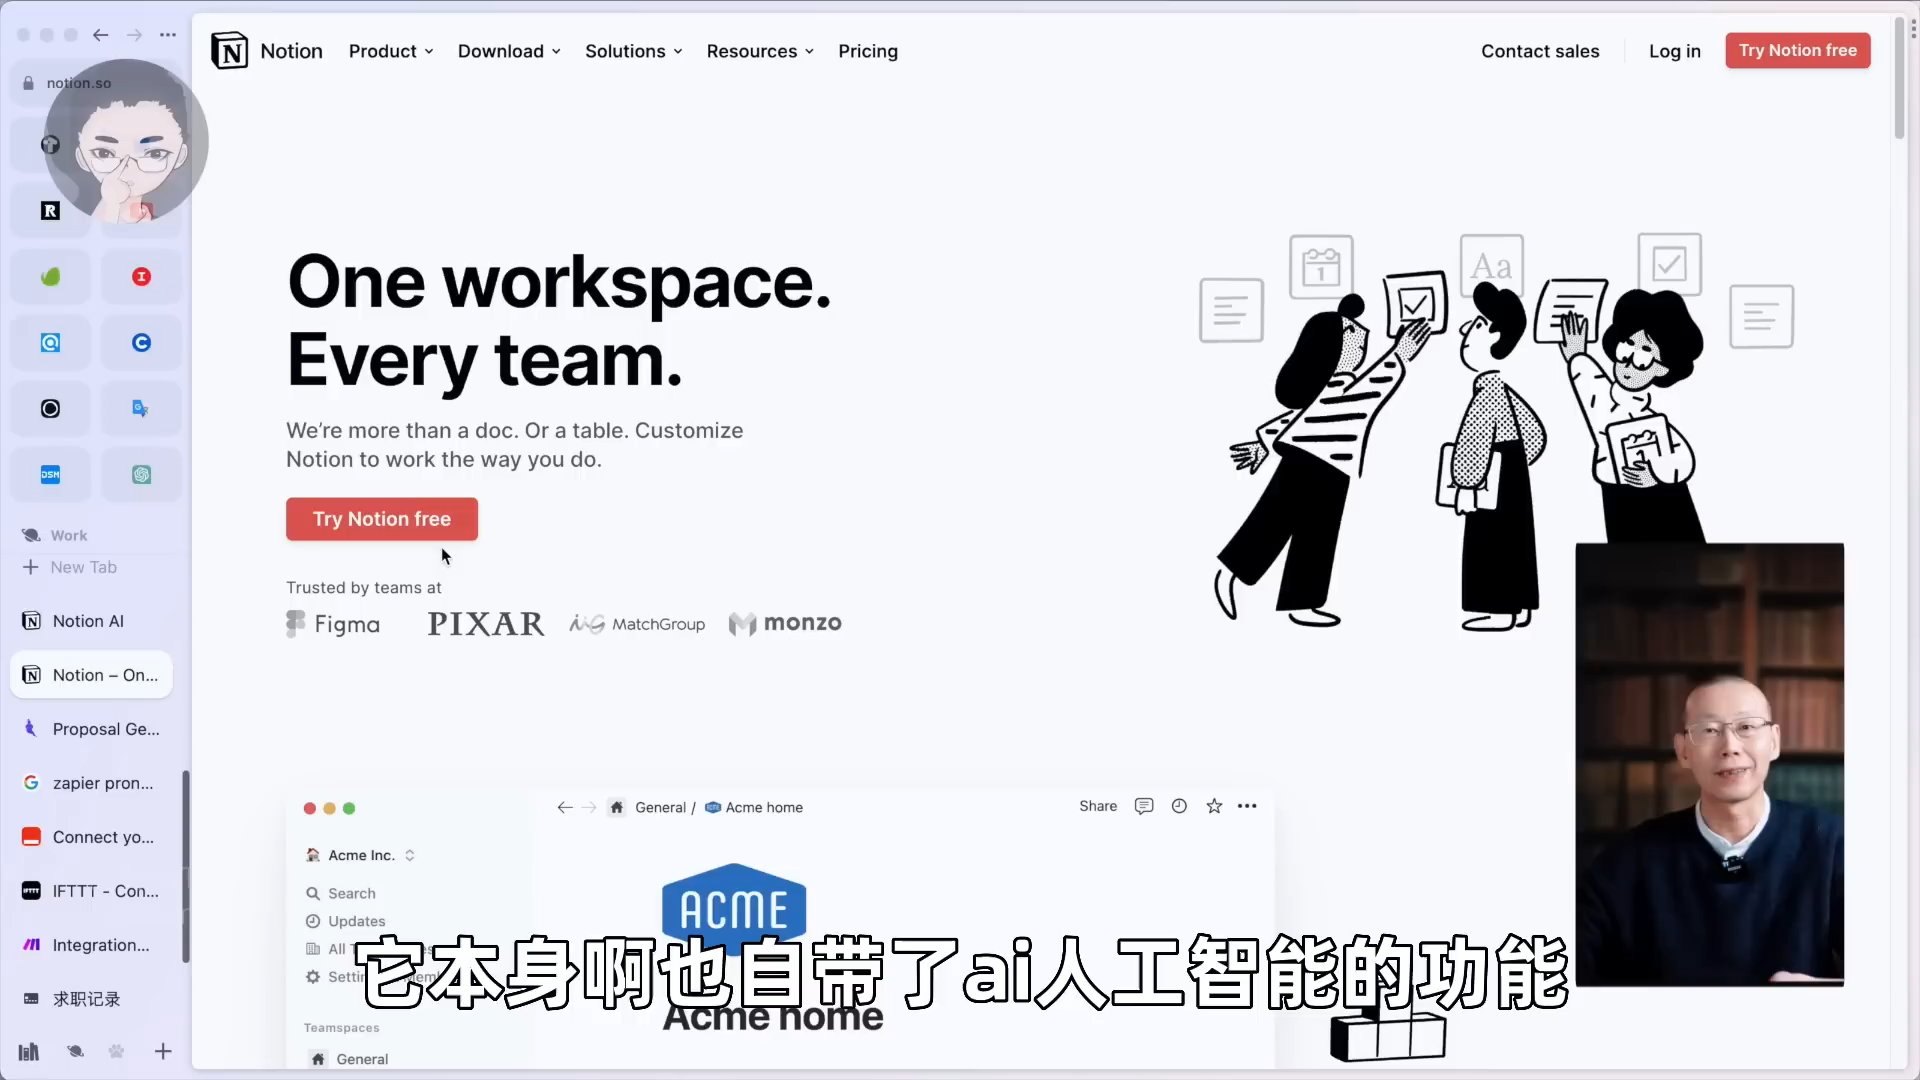 notion.so
Work
New Tab
Notion AI
Notion – On...
Proposal Ge...
zapier pron...
Connect yo...
IFTTT - Con...
Integration...
求职记录
Notion
Product
Download
Solutions
Resources
Pricing
Contact sales
Log in
Try Notion free
One workspace.
Every team.
We’re more than a doc. Or a table. Customize
Notion to work the way you do.
Try Notion free
Trusted by teams at
Figma
PIXAR
MatchGroup
monzo
Aa
1
General / Acme home
Share
Acme Inc.
Search
Updates
All
ACME
Acme home
Teamspaces
General
它本身啊也自带了ai人工智能的功能
R
DSM